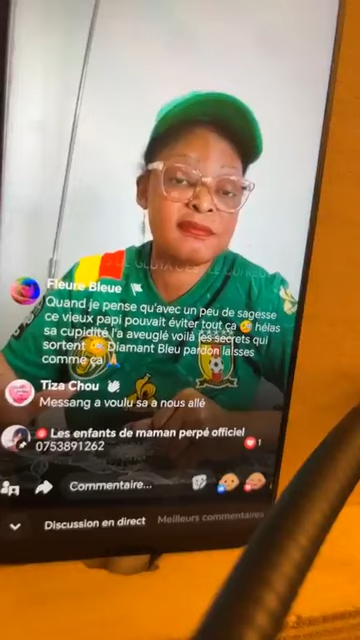 Fleure Bleue
Quand je pense qu'avec un peu de sagesse
ce vieux papi pouvait éviter tout ça 🥲 hélas
sa cupidité l'a aveuglé voilà les secrets qui
sortent Diamant Bleu pardon laisses
comme ça 🙏
Tiza Chou
Messang a voulu sa a nous allé
Les enfants de maman perpé officiel
0753891262
1
Commentaire...
Discussion en direct Meilleurs commentaires